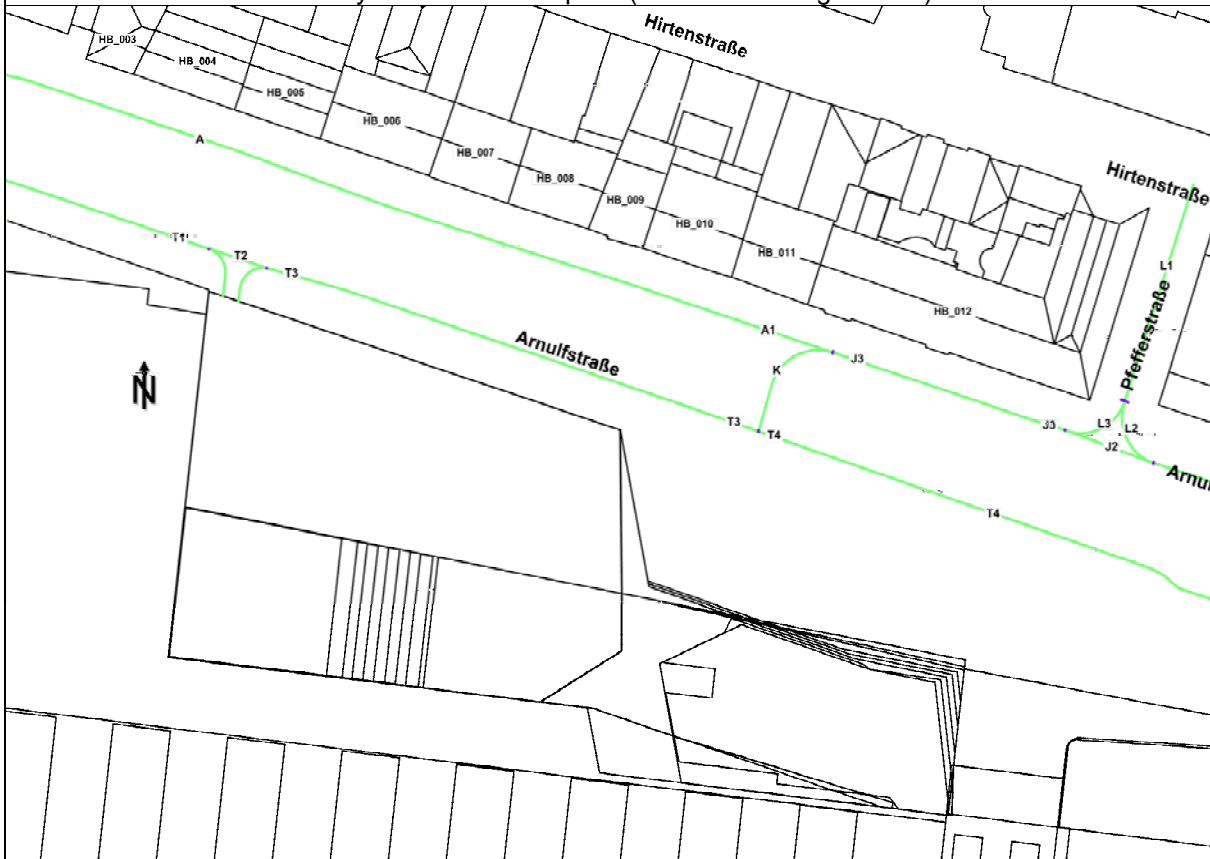 Hirtenstraße
HB_003
HB_004
HB_005
HB_006
HB_007
HB_008
HB_009
HB_010
HB_011
HB_012
Hirtenstraße
A
T1
T2
T3
L1
Pfefferstraße
A1
J3
K
Arnulfstraße
N
T3
T4
L3
L2
J2
T4